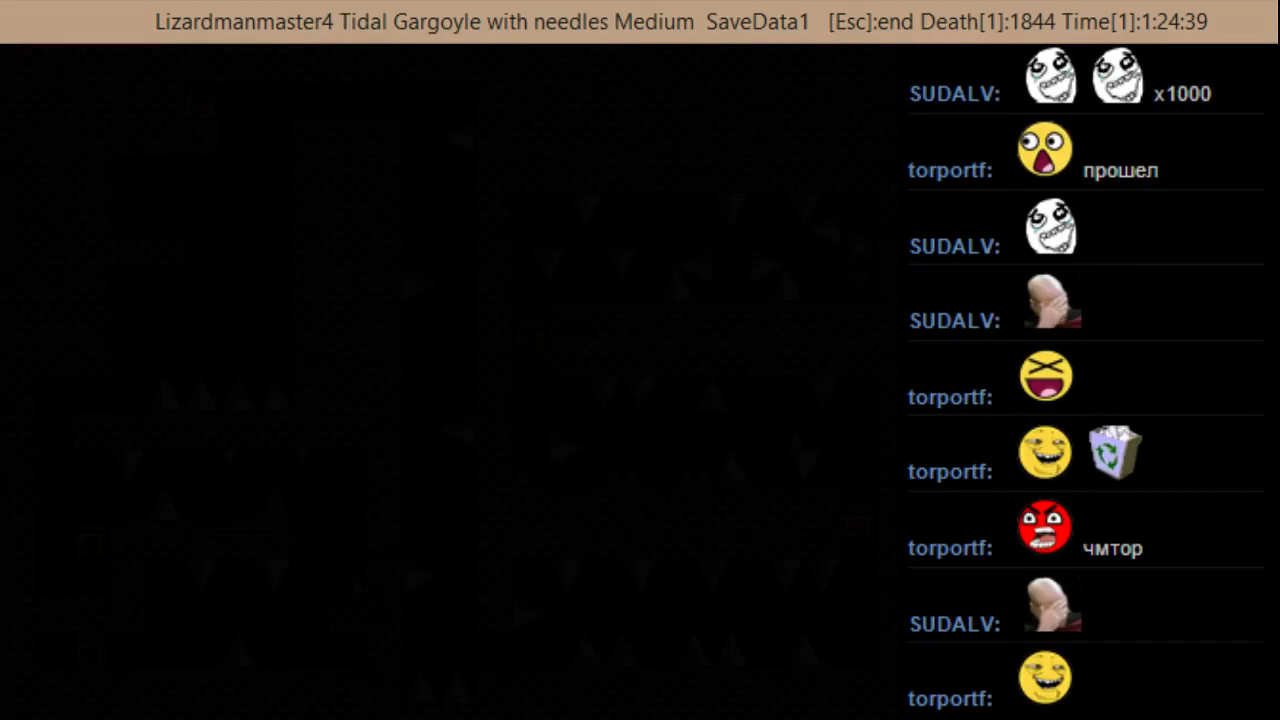 Lizardmanmaster4 Tidal Gargoyle with needles Medium SaveData1 [Esc]:end Death[1]:1844 Time[1]:1:24:39
SUDALV: x1000
torportf: прошел
SUDALV:
SUDALV:
torportf:
torportf:
torportf: чмтор
SUDALV:
torportf: